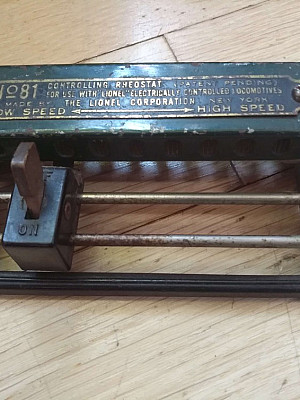 No81 CONTROLLING RHEOSTAT (PATENT PENDING)
FOR USE WITH LIONEL "ELECTRICALLY CONTROLLED" LOCOMOTIVES
MADE BY THE LIONEL CORPORATION NEW YORK
LOW SPEED HIGH SPEED
ON